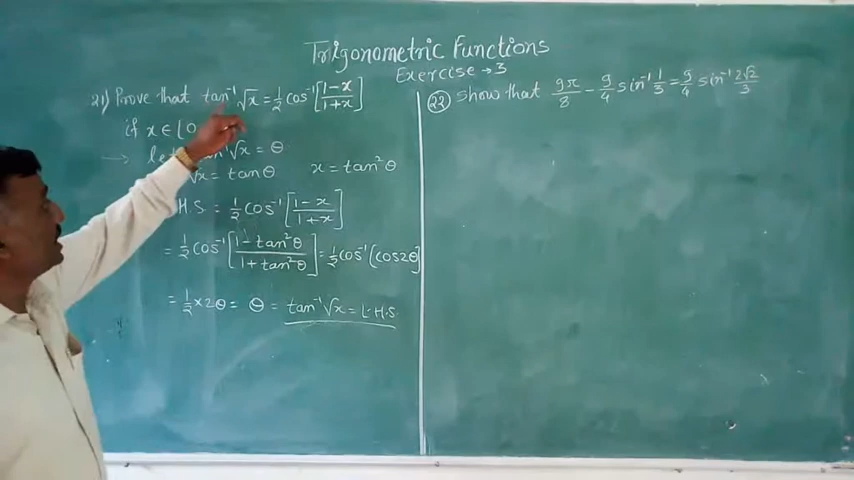 Trigonometric Functions
Exercise → 3
21) Prove that tan⁻¹√x = 1/2 cos⁻¹[(1-x)/(1+x)]
if x ∈ [0
→ let tan⁻¹√x = θ
√x = tanθ x = tan²θ
H.S. = 1/2 cos⁻¹[(1-x)/(1+x)]
= 1/2 cos⁻¹[(1-tan²θ)/(1+tan²θ)] = 1/2 cos⁻¹(cos2θ]
= 1/2 × 2θ = θ = tan⁻¹√x = L.H.S.
22 Show that 9π/8 - 9/4 sin⁻¹ 1/3 = 9/4 sin⁻¹ 2√2/3